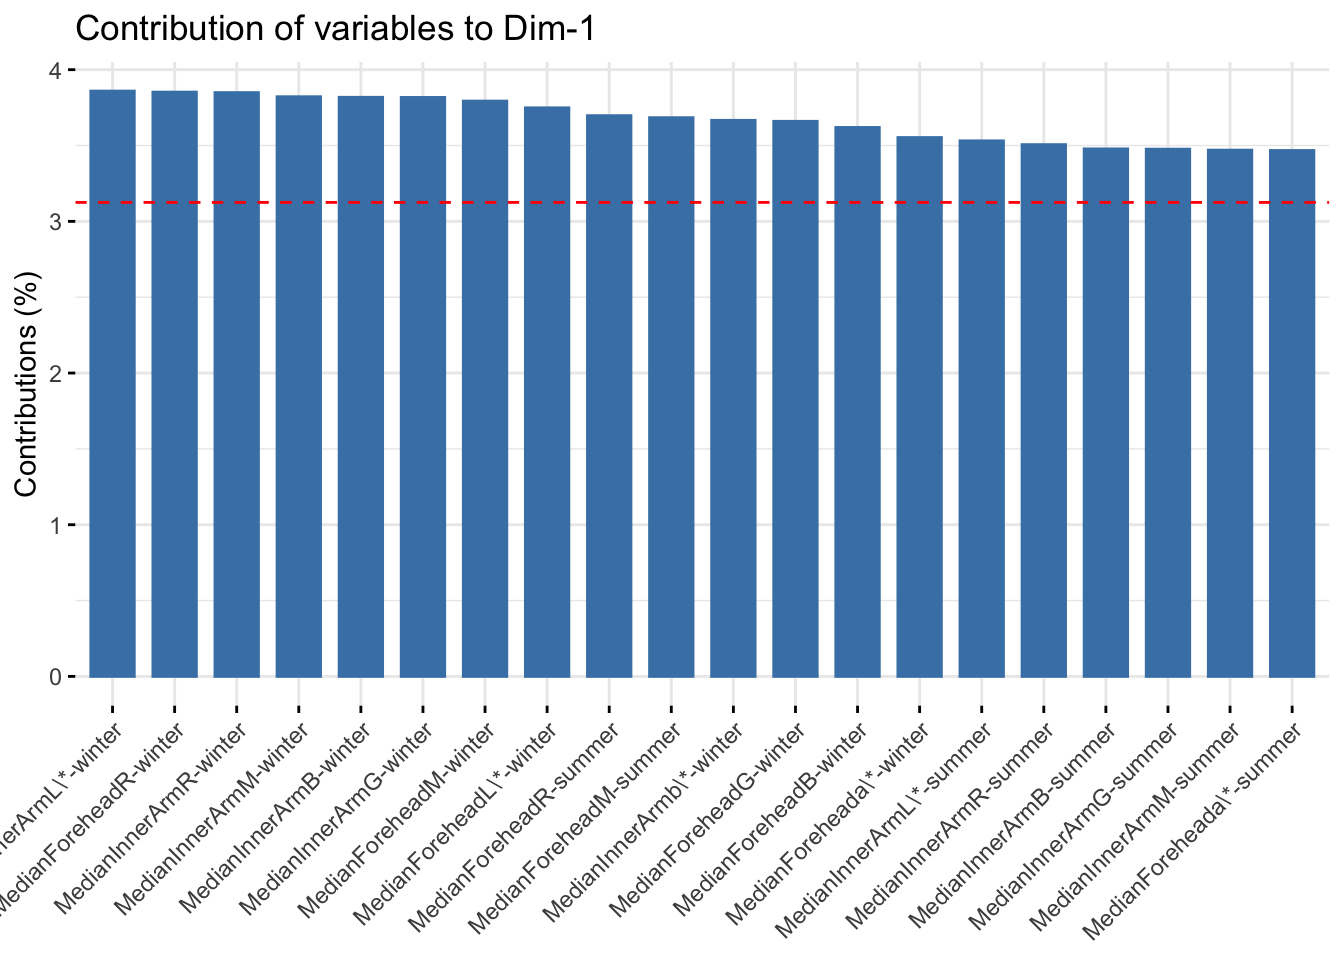 Contribution of variables to Dim-1
Contributions (%)
4
3
2
1
0
nerArmL\*-winter
MedianForeheadR-winter
MedianInnerArmR-winter
MedianInnerArmM-winter
MedianInnerArmB-winter
MedianInnerArmG-winter
MedianForeheadM-winter
MedianForeheadL\*-winter
MedianForeheadR-summer
MedianForeheadM-summer
MedianInnerArmb\*-winter
MedianForeheadG-winter
MedianForeheadB-winter
MedianForeheada\*-winter
MedianInnerArmL\*-summer
MedianInnerArmR-summer
MedianInnerArmB-summer
MedianInnerArmG-summer
MedianInnerArmM-summer
MedianForeheada\*-summer